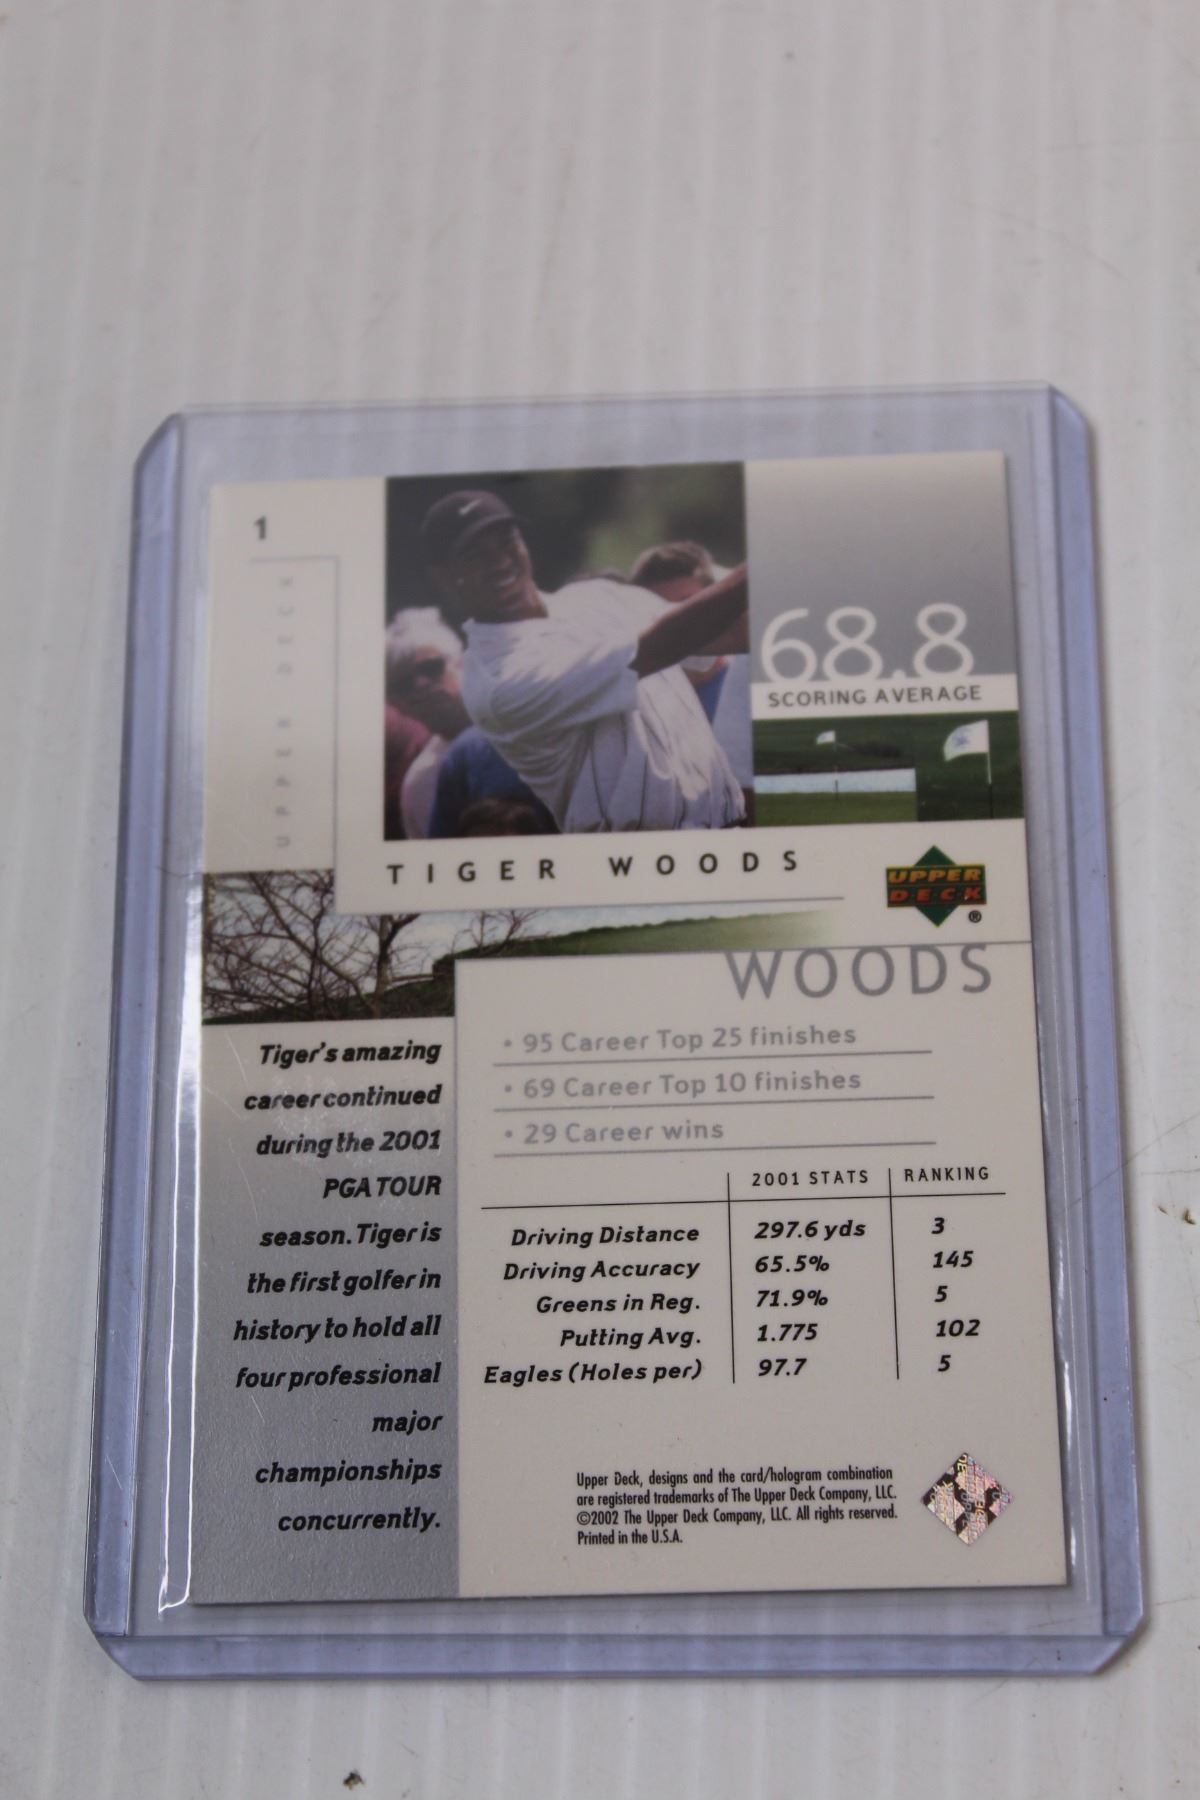 1
UPPER DECK
68.8
SCORING AVERAGE
TIGER WOODS
UPPER
DECK
®
WOODS
• 95 Career Top 25 finishes
• 69 Career Top 10 finishes
• 29 Career wins
Tiger's amazing
career continued
during the 2001
PGA TOUR
season. Tiger is
the first golfer in
history to hold all
four professional
major
championships
concurrently.
2001 STATS RANKING
Driving Distance 297.6 yds 3
Driving Accuracy 65.5% 145
Greens in Reg. 71.9% 5
Putting Avg. 1.775 102
Eagles (Holes per) 97.7 5
Upper Deck, designs and the card/hologram combination
are registered trademarks of The Upper Deck Company, LLC.
©2002 The Upper Deck Company, LLC. All rights reserved.
Printed in the U.S.A.